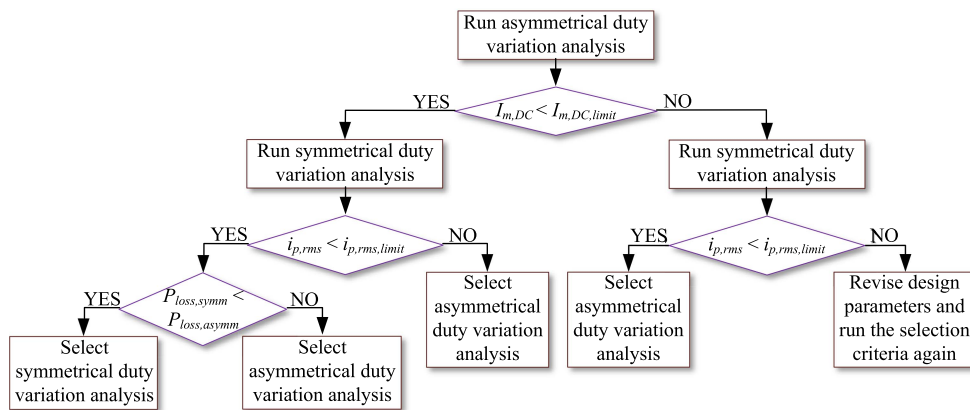 Run asymmetrical duty
variation analysis
YES
I_{m,DC} < I_{m,DC,limit}
NO
Run symmetrical duty
variation analysis
Run symmetrical duty
variation analysis
YES
i_{p,rms} < i_{p,rms,limit}
NO
YES
i_{p,rms} < i_{p,rms,limit}
NO
YES
P_{loss,symm} <
P_{loss,asymm}
NO
Select
asymmetrical
duty variation
analysis
Select
asymmetrical
duty variation
analysis
Revise design
parameters and
run the selection
criteria again
Select
symmetrical duty
variation analysis
Select
asymmetrical duty
variation analysis